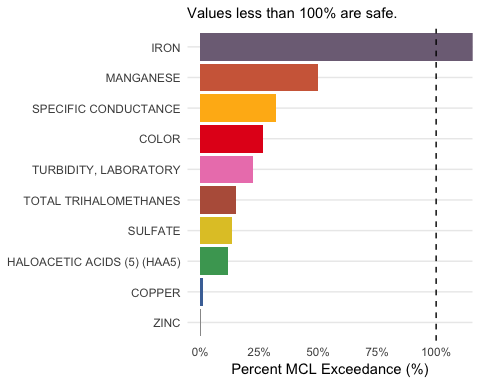 Values less than 100% are safe.
IRON
MANGANESE
SPECIFIC CONDUCTANCE
COLOR
TURBIDITY, LABORATORY
TOTAL TRIHALOMETHANES
SULFATE
HALOACETIC ACIDS (5) (HAA5)
COPPER
ZINC
0% 25% 50% 75% 100%
Percent MCL Exceedance (%)